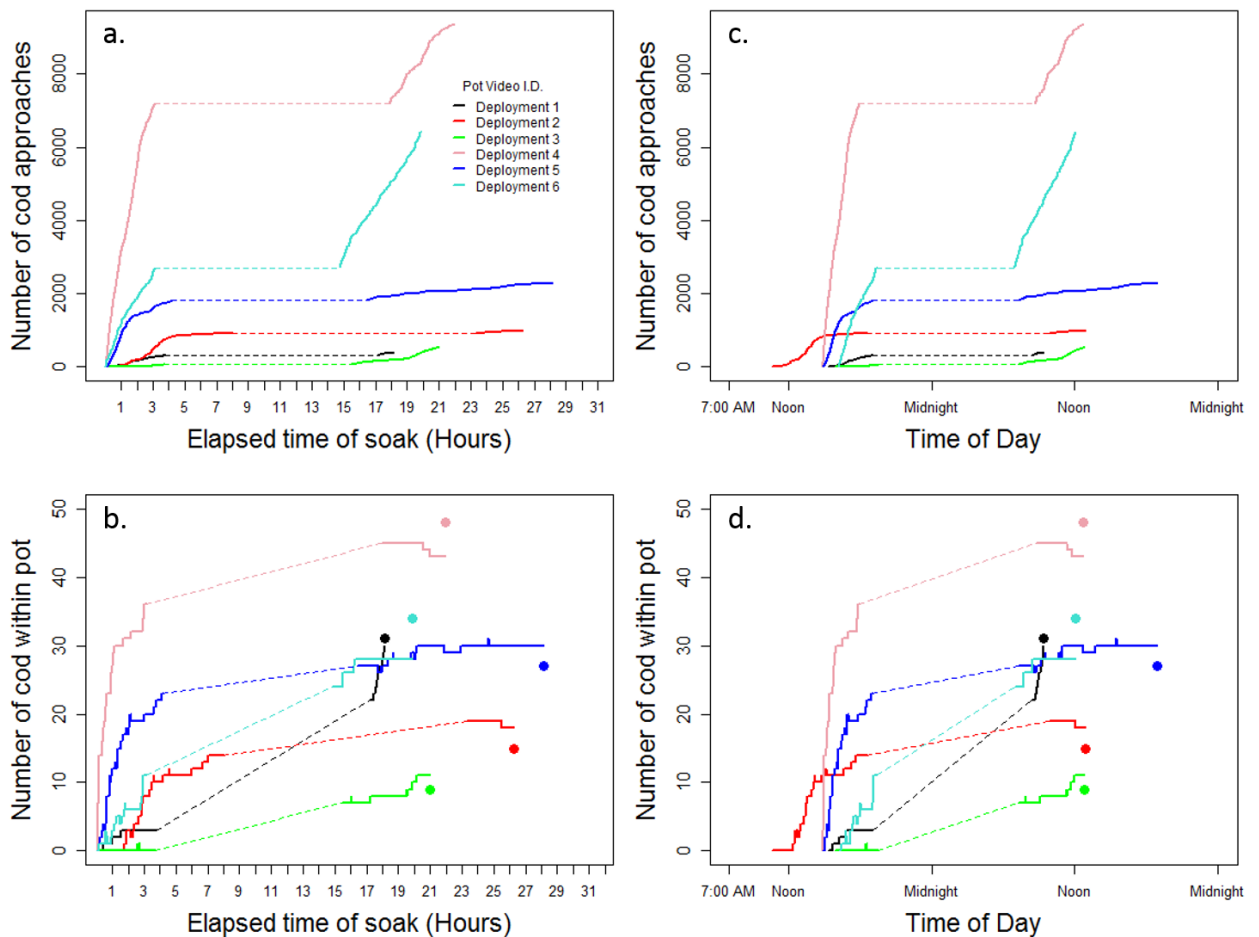 a.
Number of cod approaches
0 2000 4000 6000 8000
Pot Video I.D.
Deployment 1
Deployment 2
Deployment 3
Deployment 4
Deployment 5
Deployment 6
1 3 5 7 9 11 13 15 17 19 21 23 25 27 29 31
Elapsed time of soak (Hours)
c.
Number of cod approaches
0 2000 4000 6000 8000
7:00 AM Noon Midnight Noon Midnight
Time of Day
b.
Number of cod within pot
0 10 20 30 40 50
1 3 5 7 9 11 13 15 17 19 21 23 25 27 29 31
Elapsed time of soak (Hours)
d.
Number of cod within pot
0 10 20 30 40 50
7:00 AM Noon Midnight Noon Midnight
Time of Day